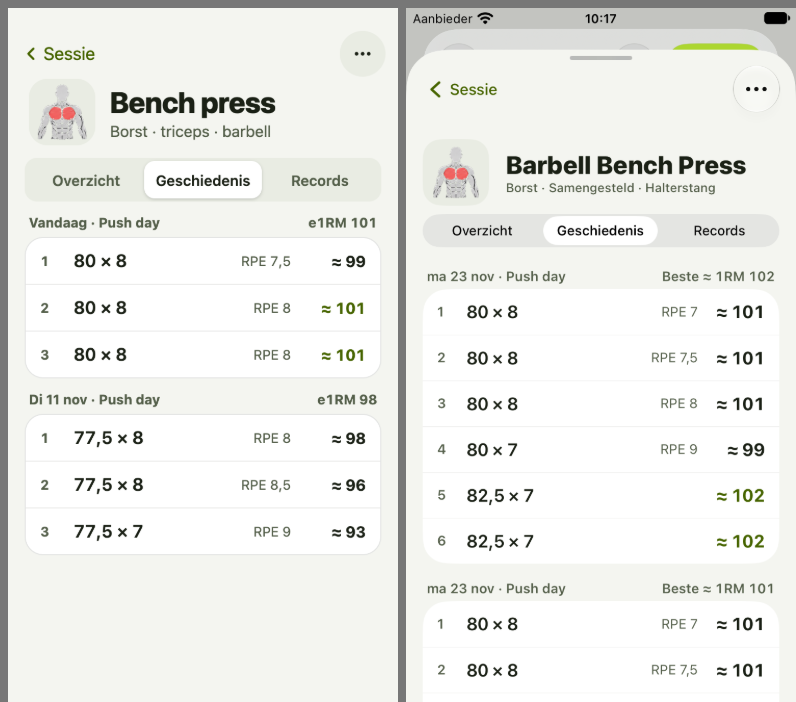 Sessie
Bench press
Borst · triceps · barbell
Overzicht Geschiedenis Records
Vandaag · Push day e1RM 101
1 80 × 8 RPE 7,5 ≈ 99
2 80 × 8 RPE 8 ≈ 101
3 80 × 8 RPE 8 ≈ 101
Di 11 nov · Push day e1RM 98
1 77,5 × 8 RPE 8 ≈ 98
2 77,5 × 8 RPE 8,5 ≈ 96
3 77,5 × 7 RPE 9 ≈ 93
Aanbieder 10:17
Sessie
Barbell Bench Press
Borst · Samengesteld · Halterstang
Overzicht Geschiedenis Records
ma 23 nov · Push day Beste ≈ 1RM 102
1 80 × 8 RPE 7 ≈ 101
2 80 × 8 RPE 7,5 ≈ 101
3 80 × 8 RPE 8 ≈ 101
4 80 × 7 RPE 9 ≈ 99
5 82,5 × 7 ≈ 102
6 82,5 × 7 ≈ 102
ma 23 nov · Push day Beste ≈ 1RM 101
1 80 × 8 RPE 7 ≈ 101
2 80 × 8 RPE 7,5 ≈ 101